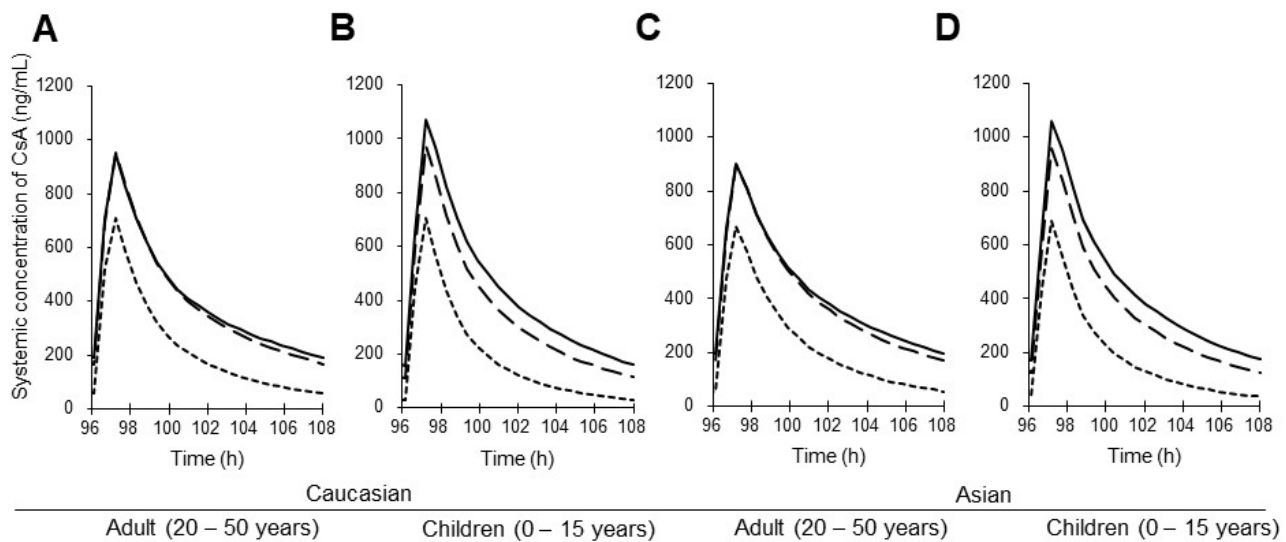 A B C D
Systemic concentration of CsA (ng/mL)
1200 1200 1200 1200
1000 1000 1000 1000
800 800 800 800
600 600 600 600
400 400 400 400
200 200 200 200
0 0 0 0
96 98 100 102 104 106 108 96 98 100 102 104 106 108 96 98 100 102 104 106 108 96 98 100 102 104 106 108
Time (h) Time (h) Time (h) Time (h)
Caucasian Asian
Adult (20 – 50 years) Children (0 – 15 years) Adult (20 – 50 years) Children (0 – 15 years)